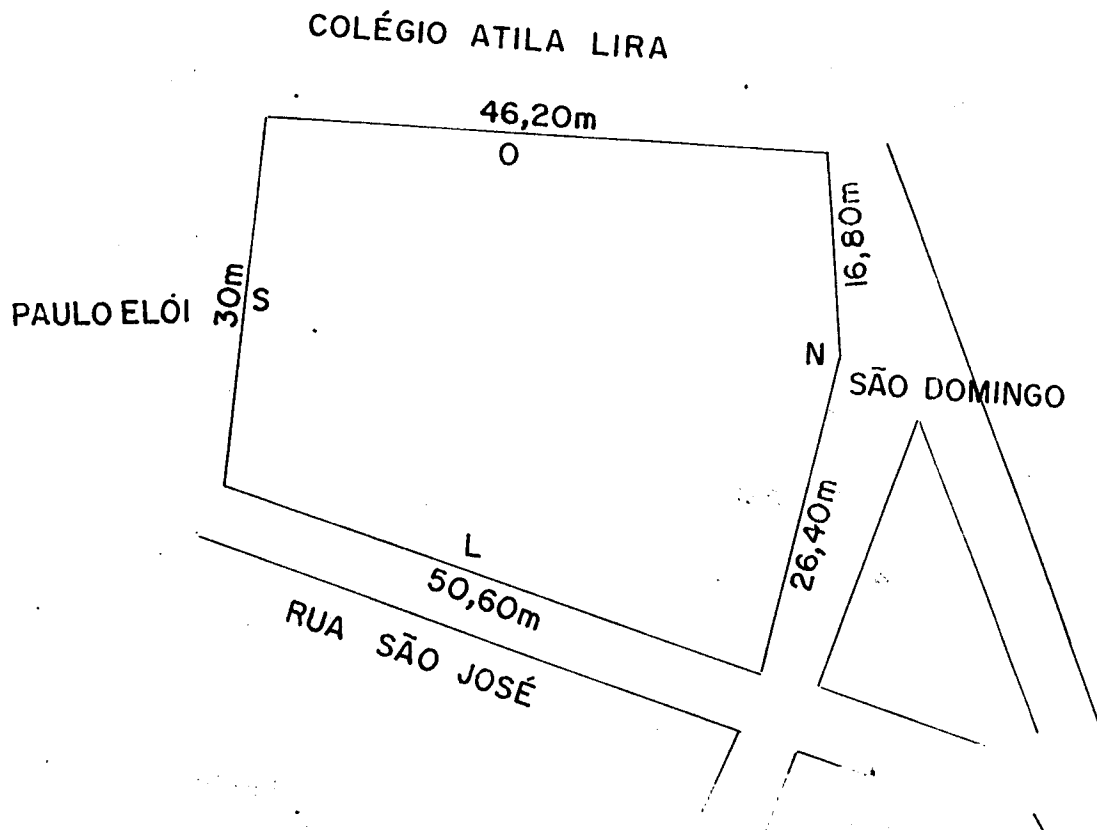 COLÉGIO ATILA LIRA
46,20m
O
16,80m
PAULO ELÓI
30m
S
N
SÃO DOMINGO
26,40m
L
50,60m
RUA SÃO JOSÉ